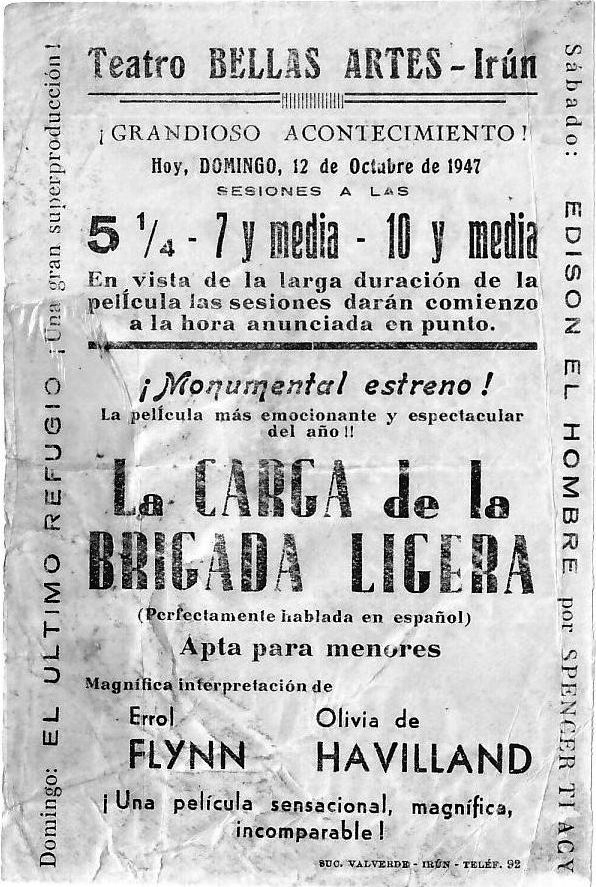 Teatro BELLAS ARTES - Irún
¡GRANDIOSO ACONTECIMIENTO!
Hoy, DOMINGO, 12 de Octubre de 1947
SESIONES A LAS
5 1/4 - 7 y media - 10 y media
En vista de la larga duración de la
película las sesiones darán comienzo
a la hora anunciada en punto.
¡Monumental estreno!
La película más emocionante y espectacular
del año!!
La CARGA de la
BRIGADA LIGERA
(Perfectamente hablada en español)
Apta para menores
Magnífica interpretación de
Errol
FLYNN
Olivia de
HAVILLAND
¡Una película sensacional, magnífica,
incomparable!
SUC. VALVERDE - IRÚN - TELÉF. 92
Domingo: EL ULTIMO REFUGIO ¡Una gran superproducción!
Sábado: EDISON EL HOMBRE por SPENCER TRACY